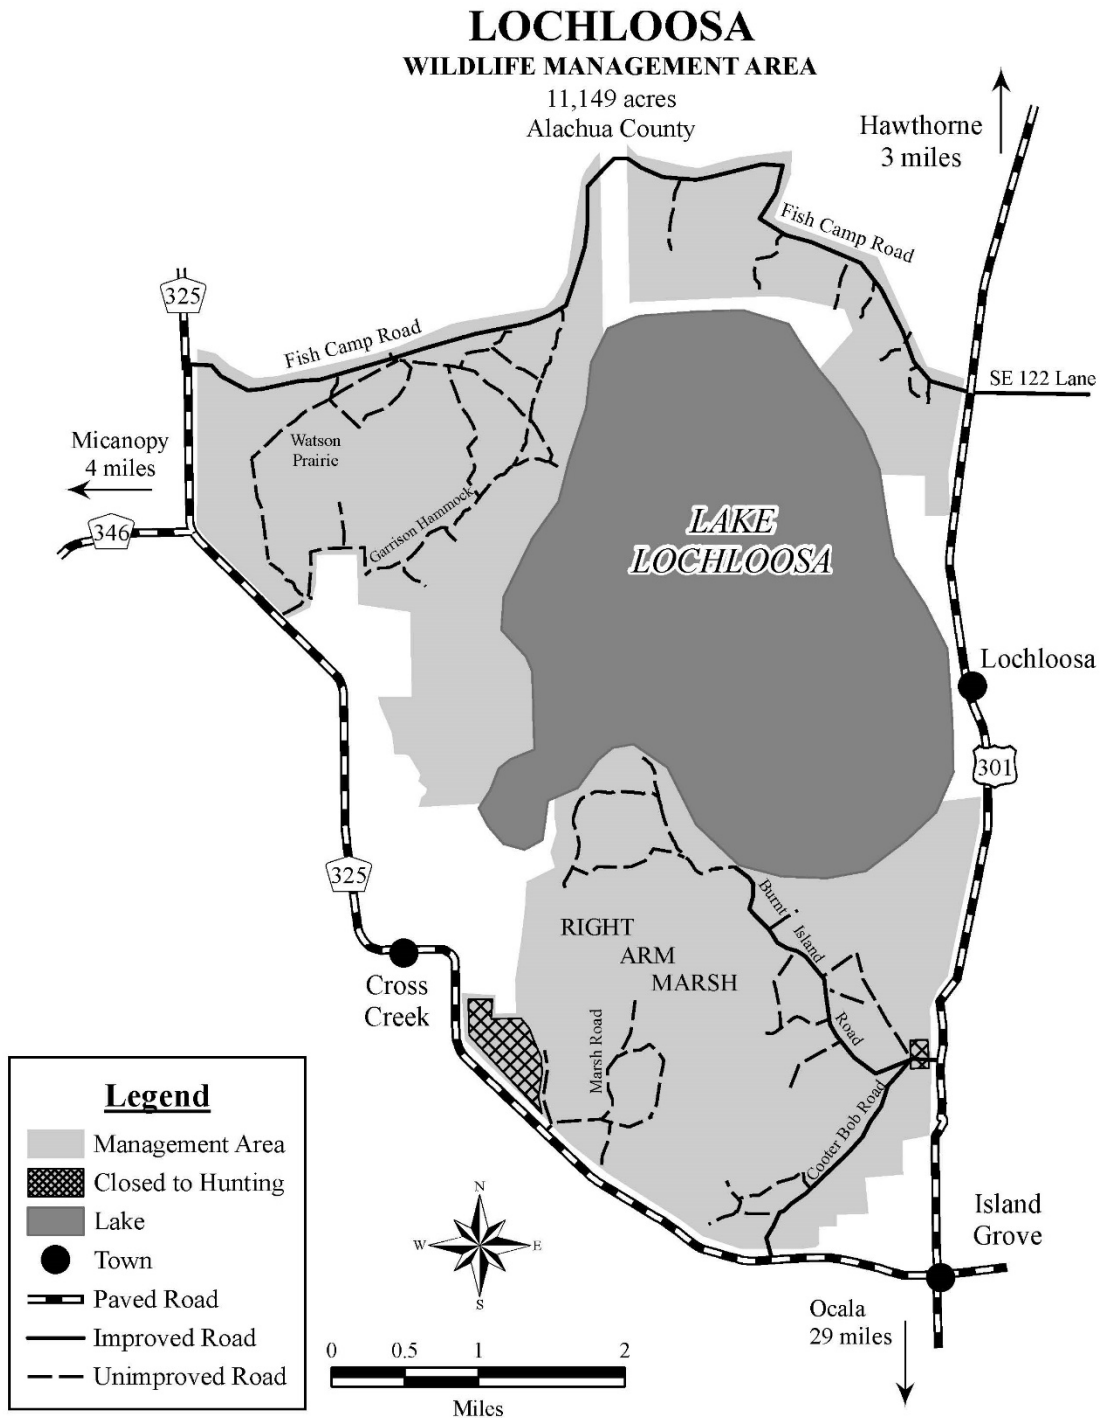 LOCHLOOSA
WILDLIFE MANAGEMENT AREA
11,149 acres
Alachua County
Hawthorne
3 miles
Fish Camp Road
325
Fish Camp Road
SE 122 Lane
Micanopy
4 miles
Watson
Prairie
346
Garrison Hammock
LAKE
LOCHLOOSA
Lochloosa
301
325
Burnt
Island
Road
RIGHT
ARM
MARSH
Cross
Creek
Marsh Road
Cooter Bob Road
Island
Grove
Ocala
29 miles
Legend
Management Area
Closed to Hunting
Lake
Town
Paved Road
Improved Road
Unimproved Road
N
W
E
S
0
0.5
1
2
Miles